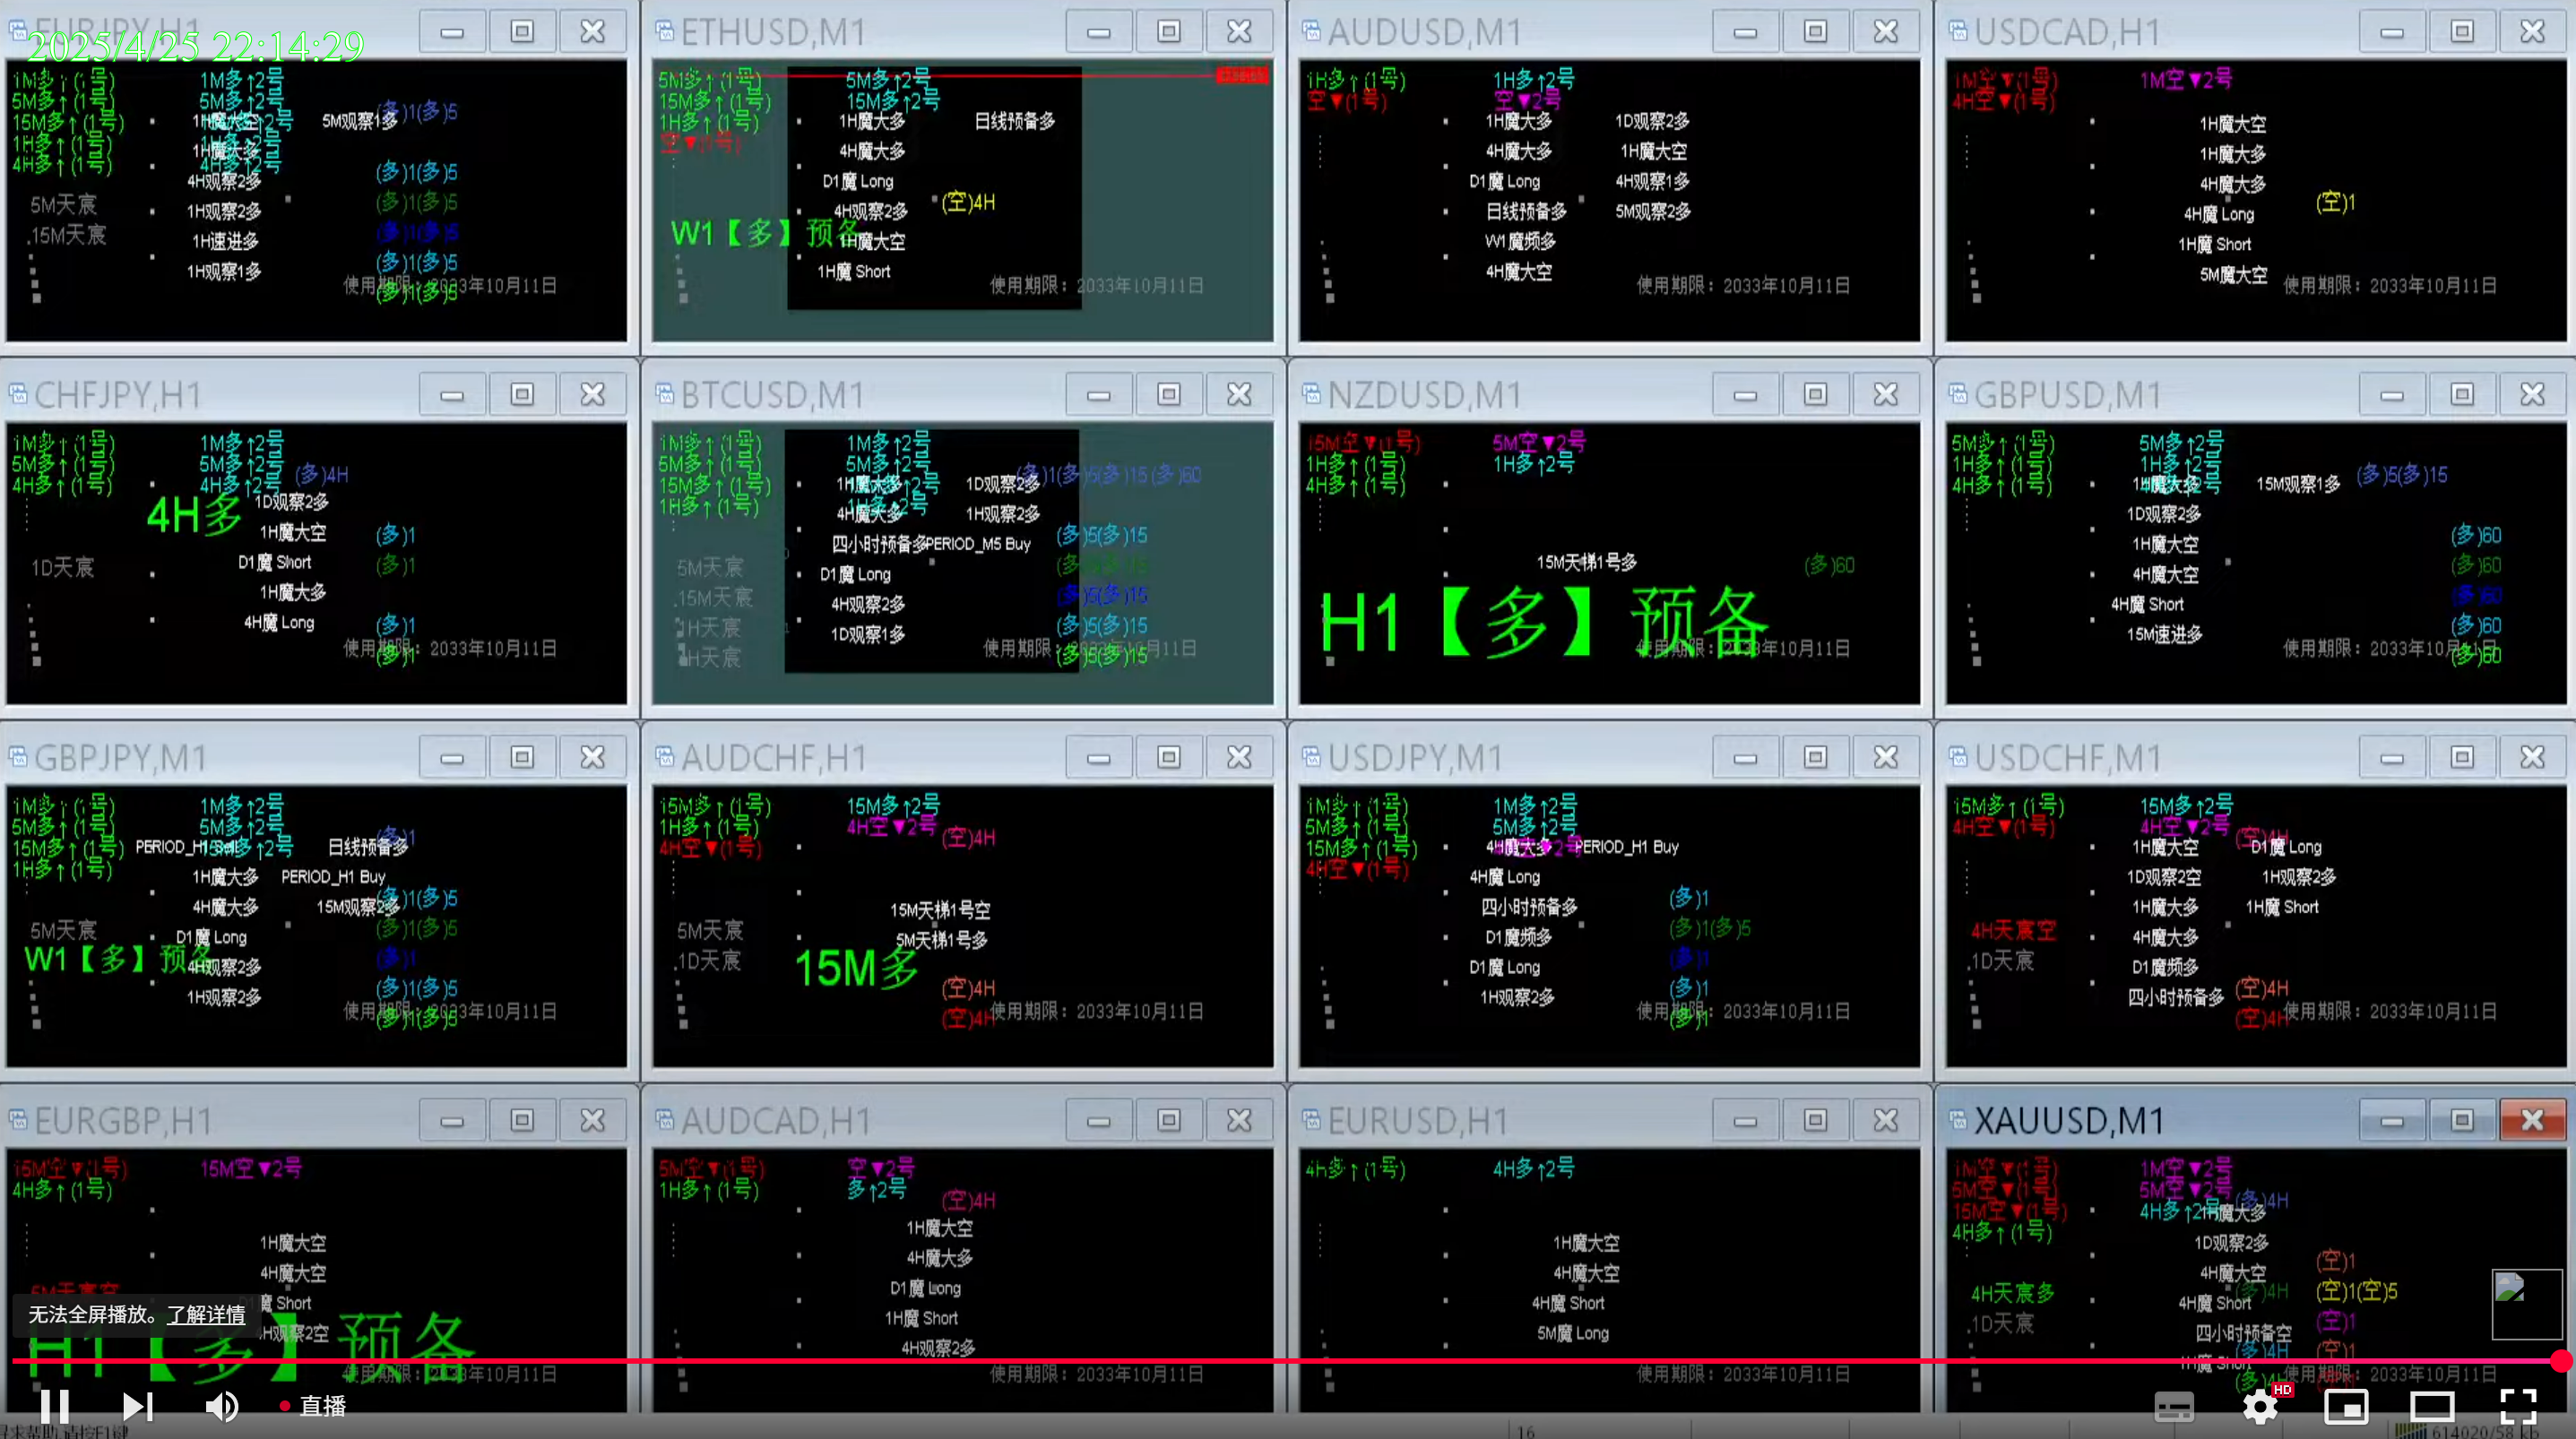 EURJPY,H1
2025/4/25 22:14:29
1M多↑(1号) 1M多↑2号
5M多↑(1号) 5M多↑2号 (多)1(多)5
15M多↑(1号) 5M观察1多
1H多↑(1号) 1H魔大多
4H多↑(1号) 4H多↑2号 (多)1(多)5
4H观察2多
5M天宸 1H观察2多 (多)1(多)5
15M天宸 1H速进多 (多)1(多)5
1H观察1多 (多)1(多)5
使用期限：2033年10月11日 (多)1(多)5
ETHUSD,M1
5M多↑(1号) 5M多↑2号
15M多↑(1号) 15M多↑2号
1H多↑(1号) 1H魔大多 日线预备多
空▼(1号) 4H魔大多
D1魔 Long
4H观察2多 (空)4H
W1【多】预备 1H魔大空
1H魔 Short
使用期限：2033年10月11日
AUDUSD,M1
1H多↑(1号) 1H多↑2号
空▼(1号) 空▼2号
1H魔大多 1D观察2多
4H魔大多 1H魔大空
D1魔 Long 4H观察1多
日线预备多 5M观察2多
W1魔频多
4H魔大空
使用期限：2033年10月11日
USDCAD,H1
1M空▼(1号) 1M空▼2号
4H空▼(1号)
1H魔大空
1H魔大多
4H魔大多
4H魔 Long (空)1
1H魔 Short
5M魔大空
使用期限：2033年10月11日
CHFJPY,H1
1M多↑(1号) 1M多↑2号
5M多↑(1号) 5M多↑2号
4H多↑(1号) 4H多↑2号 (多)4H
4H多 1D观察2多
1H魔大空 (多)1
1D天宸 D1魔 Short (多)1
1H魔大多
4H魔 Long (多)1
使用期限：2033年10月11日 (多)1
BTCUSD,M1
1M多↑(1号) 1M多↑2号
5M多↑(1号) 5M多↑2号 (多)1(多)5(多)15(多)60
15M多↑(1号) 1D观察2多
1H多↑(1号) 4H魔大多 1H观察2多
四小时预备多 PERIOD_M5 Buy (多)5(多)15
5M天宸 D1魔 Long
15M天宸 4H观察2多 (多)5(多)15
1H天宸 1D观察1多 (多)5(多)15
H天宸 使用期限：2033年10月11日 (多)5(多)15
NZDUSD,M1
15M空▼(1号) 5M空▼2号
1H多↑(1号) 1H多↑2号
4H多↑(1号)
15M天梯1号多 (多)60
H1【多】预备
使用期限：2033年10月11日
GBPUSD,M1
5M多↑(1号) 5M多↑2号
1H多↑(1号) 1H多↑2号 (多)5(多)15
4H多↑(1号) 15M观察1多
1D观察2多
1H魔大空 (多)60
4H魔大空 (多)60
4H魔 Short (多)60
15M速进多 (多)60
使用期限：2033年10月11日 (多)60
GBPJPY,M1
1M多↑(1号) 1M多↑2号
5M多↑(1号) 5M多↑2号 (多)1
15M多↑(1号) 15M多↑2号 日线预备多
1H多↑(1号) 1H魔大多 PERIOD_H1 Buy
4H魔大多 15M观察2多 (多)1(多)5
5M天宸 D1魔 Long (多)1(多)5
W1【多】预备 4H观察2多 (多)1
1H观察2多 (多)1(多)5
使用期限：2033年10月11日 (多)1(多)5
AUDCHF,H1
15M多↑(1号) 15M多↑2号
1H多↑(1号) 4H空▼2号 (空)4H
4H空▼(1号)
15M天梯1号空
5M天宸 5M天梯1号多
1D天宸 15M多
(空)4H
(空)4H 使用期限：2033年10月11日
USDJPY,M1
1M多↑(1号) 1M多↑2号
5M多↑(1号) 5M多↑2号
15M多↑(1号) 4H魔大多 PERIOD_H1 Buy
4H空▼(1号) 4H魔 Long
四小时预备多 (多)1
D1魔频多 (多)1(多)5
D1魔 Long (多)1
1H观察2多 (多)1
使用期限：2033年10月11日 (多)1
USDCHF,M1
15M多↑(1号) 15M多↑2号
4H空▼(1号) 4H空▼2号 (空)4H
1H魔大空 D1魔 Long
1D观察2空 1H观察2多
1H魔大多 1H魔 Short
4H天宸空 4H魔大多
1D天宸 D1魔频多
四小时预备多 (空)4H
(空)4H 使用期限：2033年10月11日
EURGBP,H1
15M空▼(1号) 15M空▼2号
4H多↑(1号)
1H魔大空
4H魔大空
5M天宸空 魔 Short
H1【多】预备 H观察2空
使用期限：2033年10月11日
AUDCAD,H1
5M空▼(1号) 空▼2号
1H多↑(1号) 多↑2号 (空)4H
1H魔大空
4H魔大多
D1魔 Long
1H魔 Short
4H观察2多
使用期限：2033年10月11日
EURUSD,H1
4H多↑(1号) 4H多↑2号
1H魔大空
4H魔大空
4H魔 Short
5M魔 Long
使用期限：2033年10月11日
XAUUSD,M1
1M空▼(1号) 1M空▼2号
5M空▼(1号) 5M空▼2号 (多)4H
15M空▼(1号) 4H多↑2号 1H魔大多
4H多↑(1号) 1D观察2多
4H魔大空 (空)1
4H天宸多 4H魔 Short (多)4H (空)1(空)5
1D天宸 四小时预备空 (空)1
1H魔 Short (多)4H (空)1
使用期限：2033年10月11日
无法全屏播放。了解详情
直播
HD
16
614020/58 kb